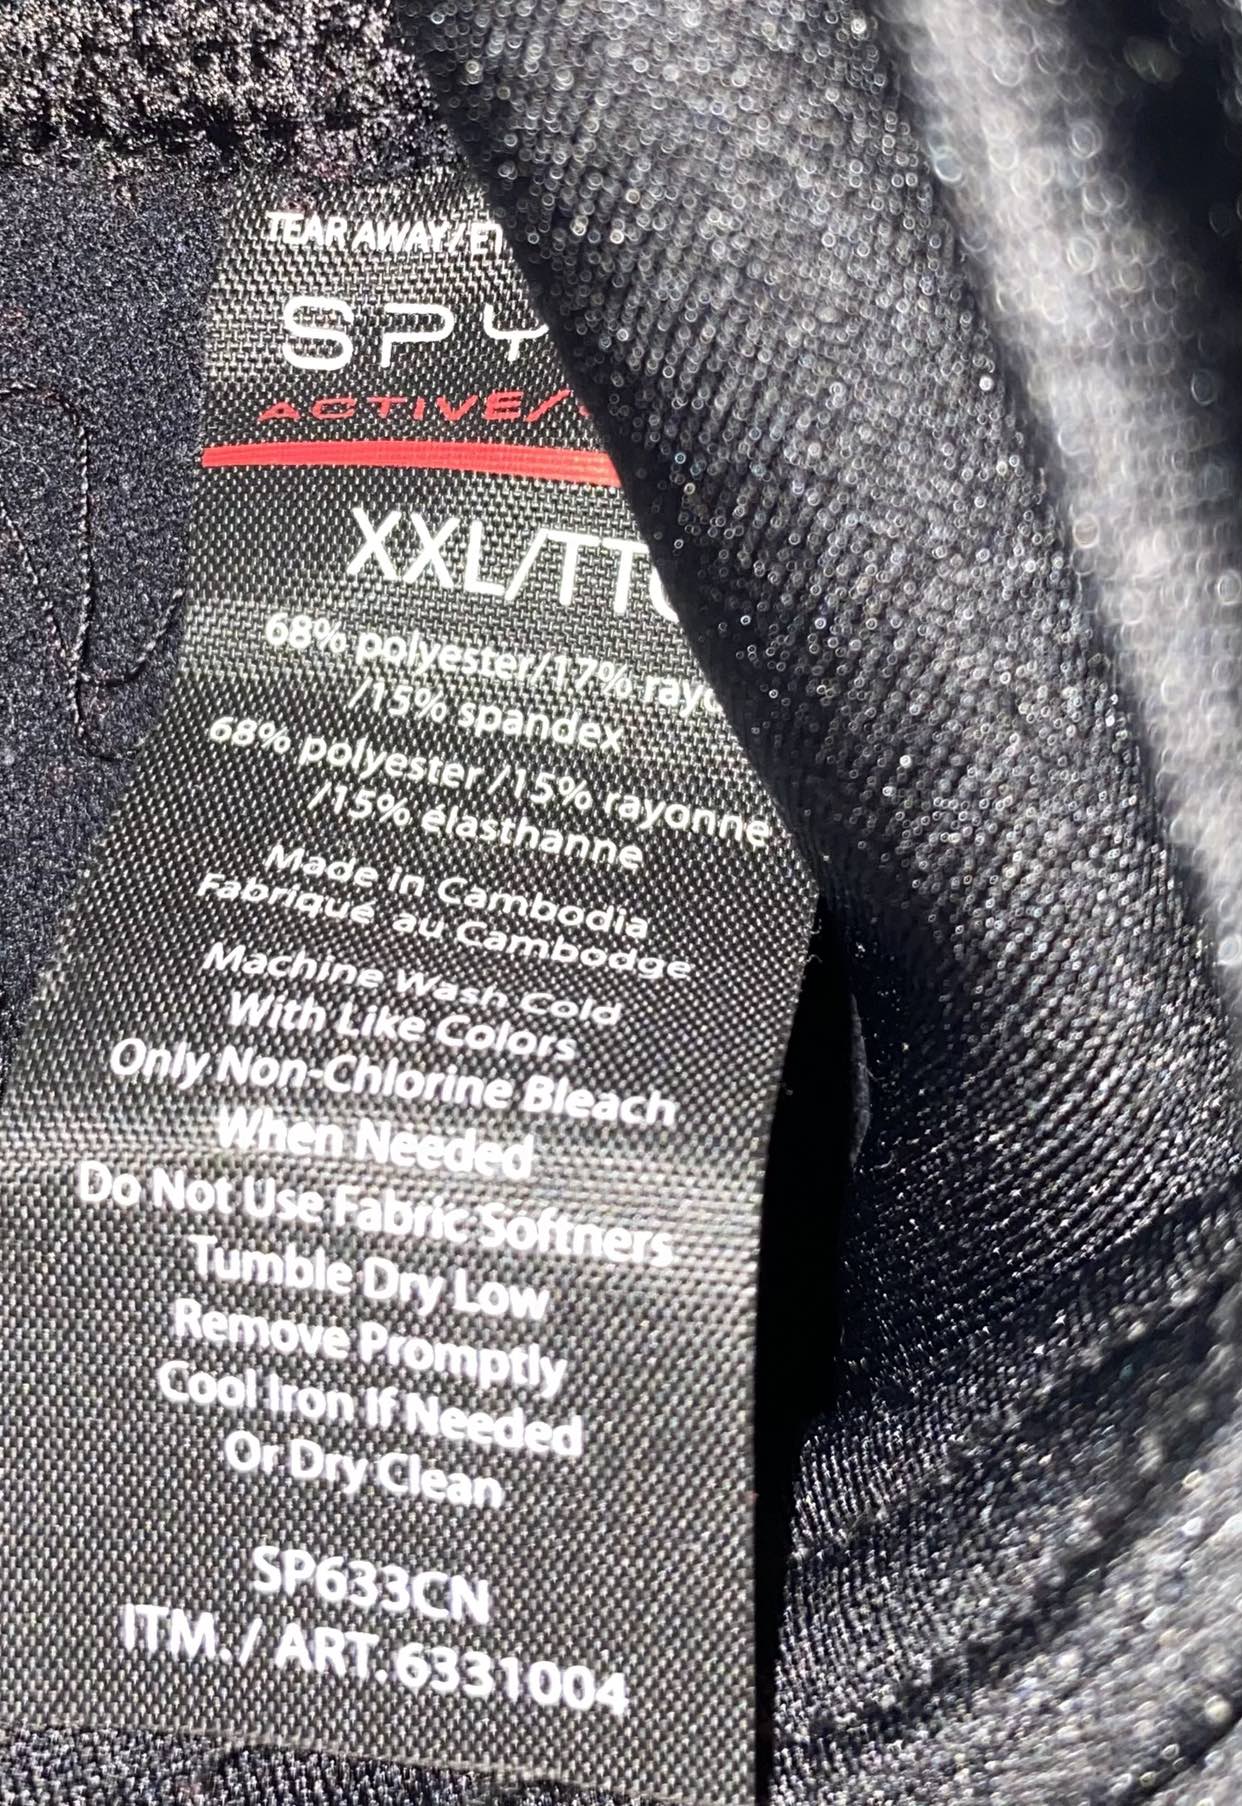 TEAR AWAY/
SPY
ACTIVE/
XXL/TT
68% polyester/17% rayo
/15% spandex
68% polyester /15% rayonne
/15% élasthanne
Made in Cambodia
Fabriqué au Cambodge
Machine Wash Cold
With Like Colors
Only Non-Chlorine Bleach
When Needed
Do Not Use Fabric Softners
Tumble Dry Low
Remove Promptly
Cool Iron If Needed
Or Dry Clean
SP633CN
ITM. / ART. 6331004